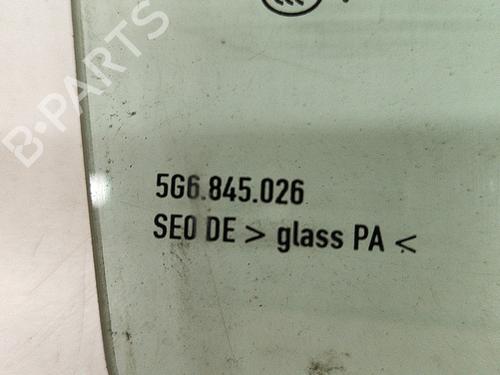 B-PARTS
5G6.845.026
SEO DE > glass PA <